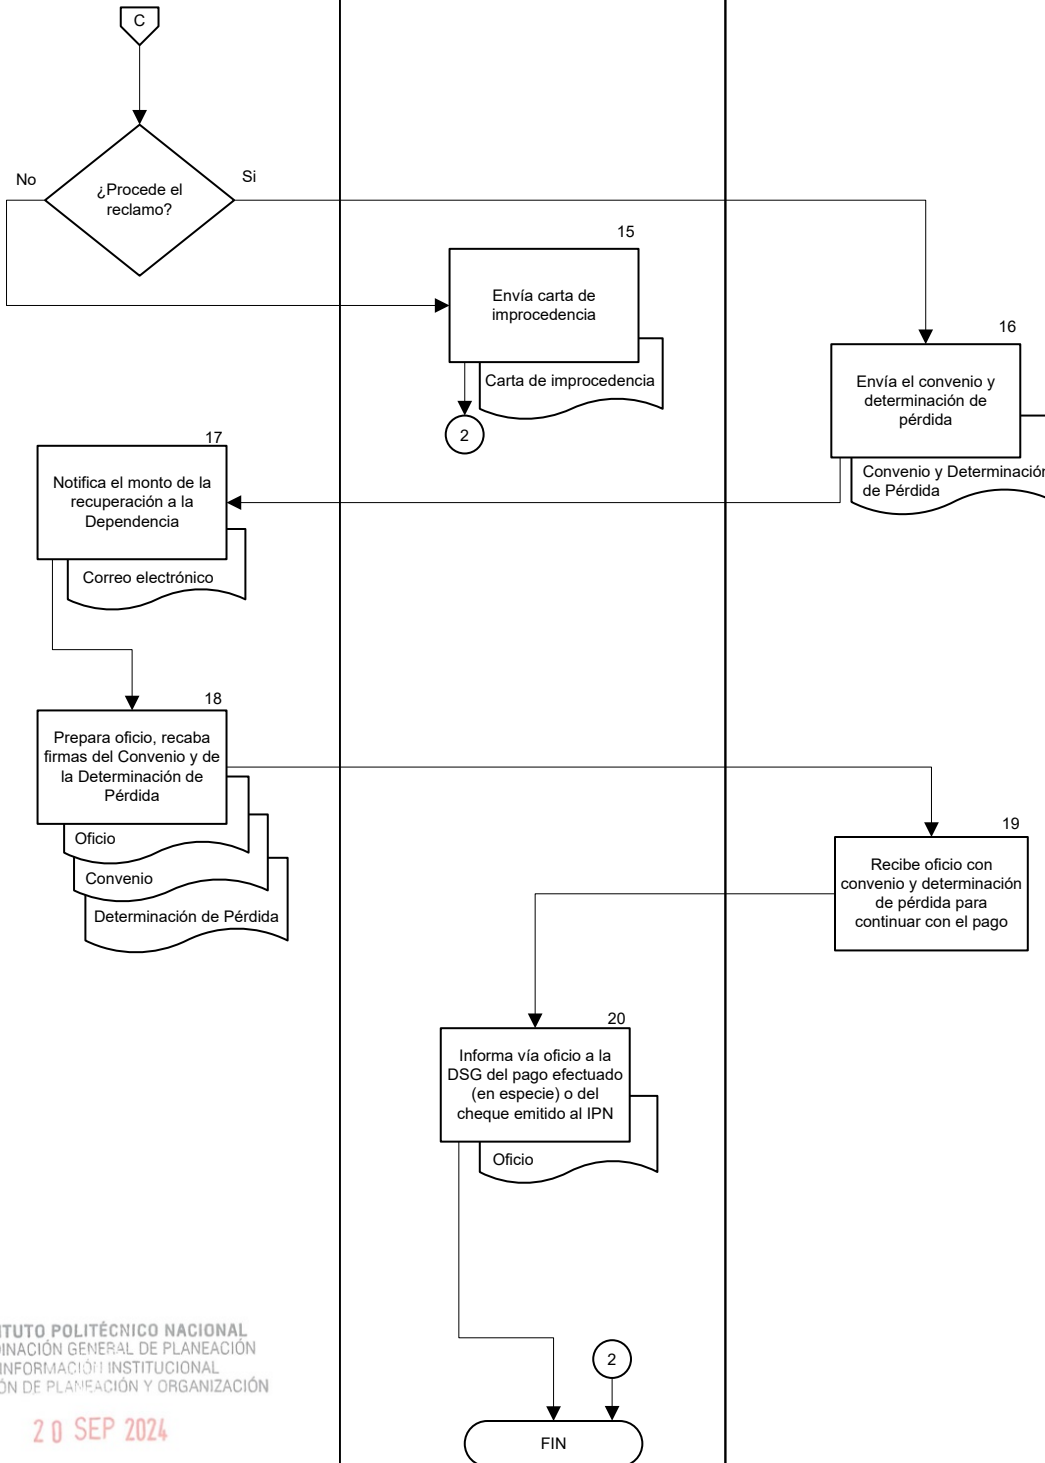 C
No
Si
¿Procede el
reclamo?
15
Envía carta de
improcedencia
Carta de improcedencia
2
16
Envía el convenio y
determinación de
pérdida
Convenio y Determinación
de Pérdida
17
Notifica el monto de la
recuperación a la
Dependencia
Correo electrónico
18
Prepara oficio, recaba
firmas del Convenio y de
la Determinación de
Pérdida
Oficio
Convenio
Determinación de Pérdida
19
Recibe oficio con
convenio y determinación
de pérdida para
continuar con el pago
20
Informa vía oficio a la
DSG del pago efectuado
(en especie) o del
cheque emitido al IPN
Oficio
2
FIN
TUTO POLITÉCNICO NACIONAL
INACIÓN GENERAL DE PLANEACIÓN
INFORMACIÓN INSTITUCIONAL
ÓN DE PLANEACIÓN Y ORGANIZACIÓN
20 SEP 2024